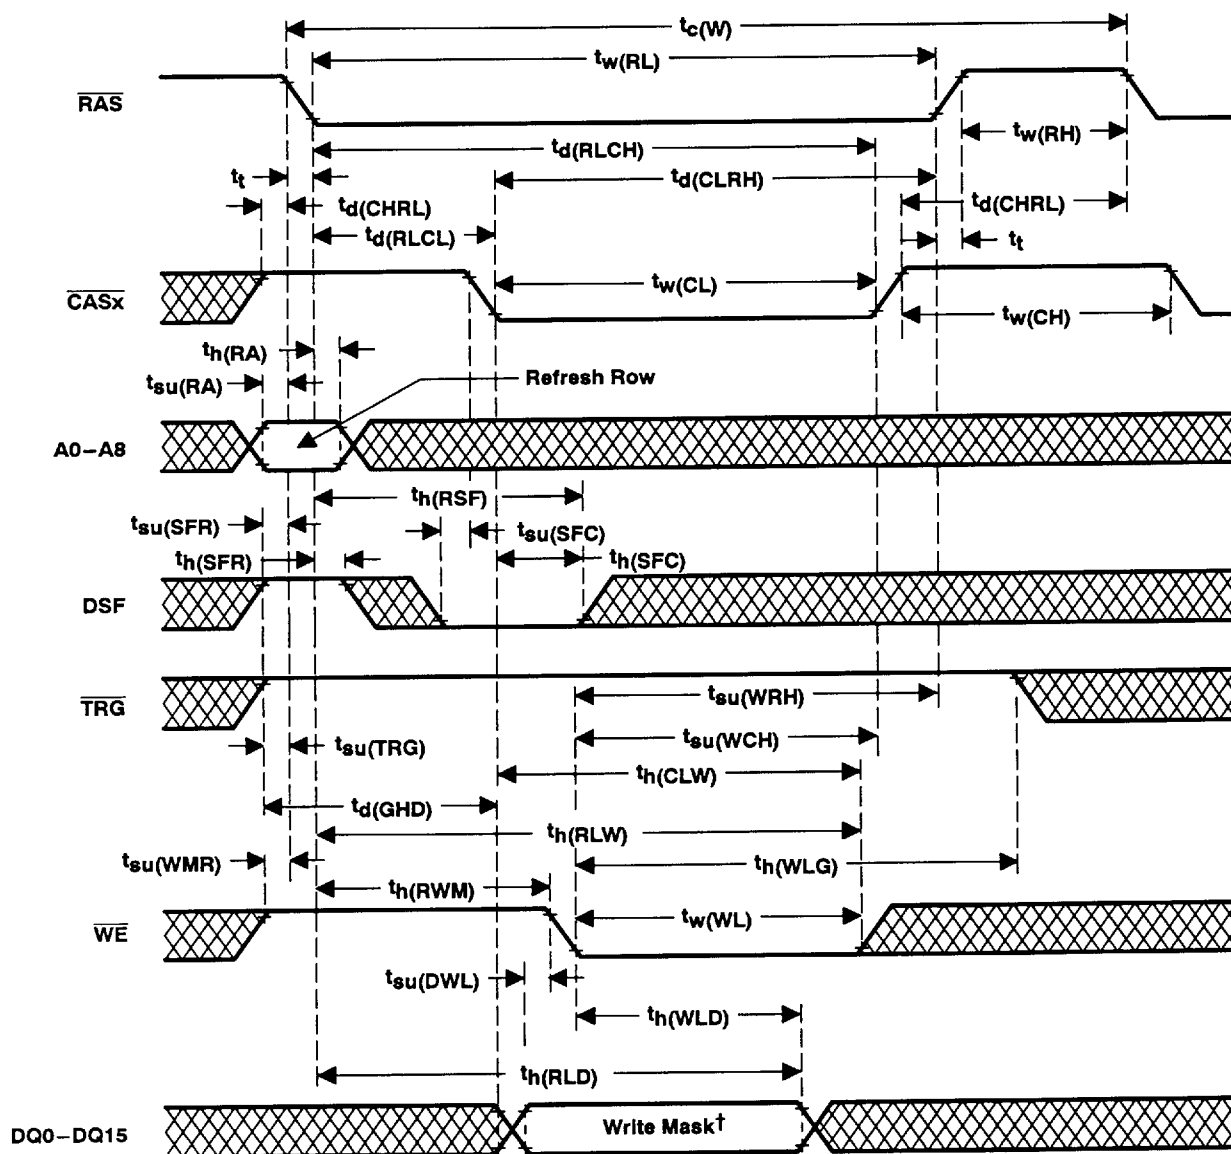 tc(W)
tw(RL)
RAS
tw(RH)
td(RLCH)
tt
td(CLRH)
td(CHRL)
td(CHRL)
td(RLCL)
tt
CASx
tw(CL)
tw(CH)
th(RA)
tsu(RA)
Refresh Row
A0–A8
th(RSF)
tsu(SFR)
tsu(SFC)
th(SFR)
th(SFC)
DSF
TRG
tsu(WRH)
tsu(TRG)
tsu(WCH)
th(CLW)
td(GHD)
th(RLW)
tsu(WMR)
th(WLG)
th(RWM)
WE
tw(WL)
tsu(DWL)
th(WLD)
th(RLD)
DQ0–DQ15
Write Mask†